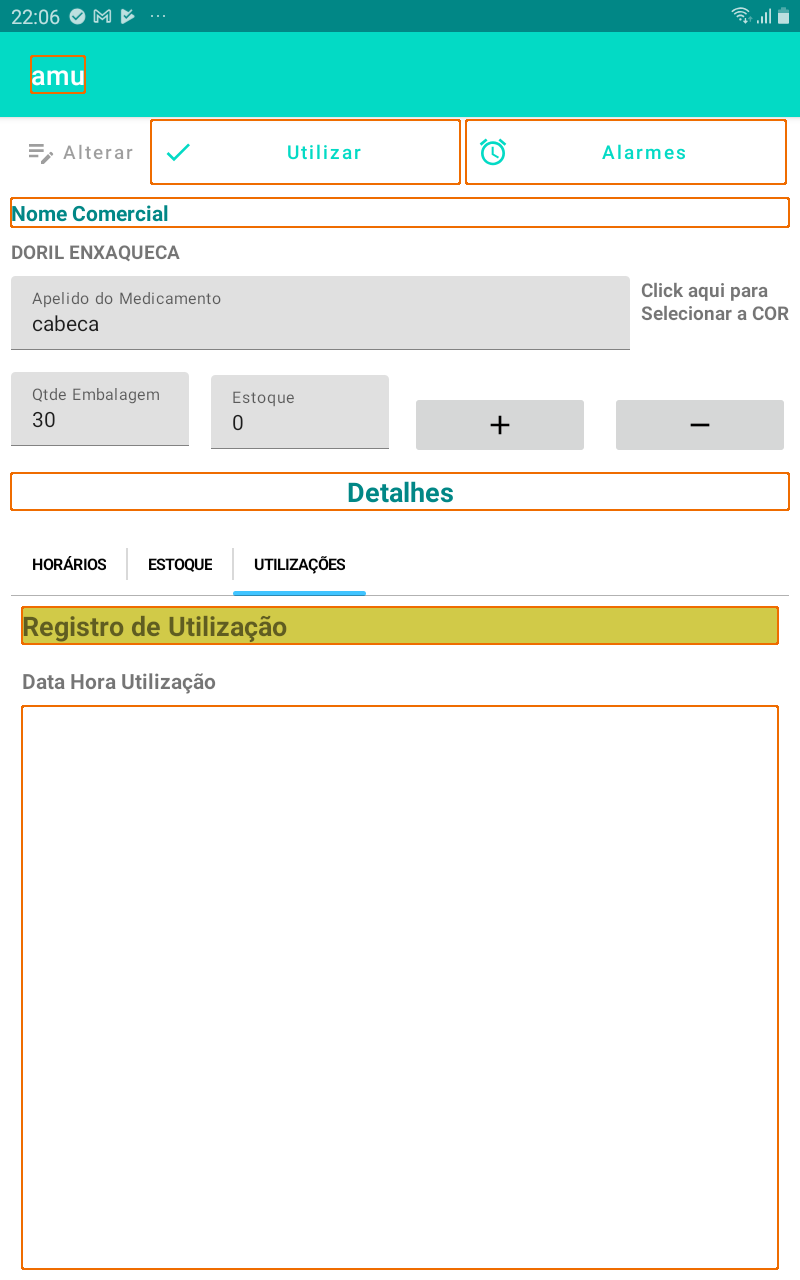 22:06
amu
Alterar
Utilizar
Alarmes
Nome Comercial
DORIL ENXAQUECA
Apelido do Medicamento
cabeca
Click aqui para
Selecionar a COR
Qtde Embalagem
30
Estoque
0
+
−
Detalhes
HORÁRIOS
ESTOQUE
UTILIZAÇÕES
Registro de Utilização
Data Hora Utilização